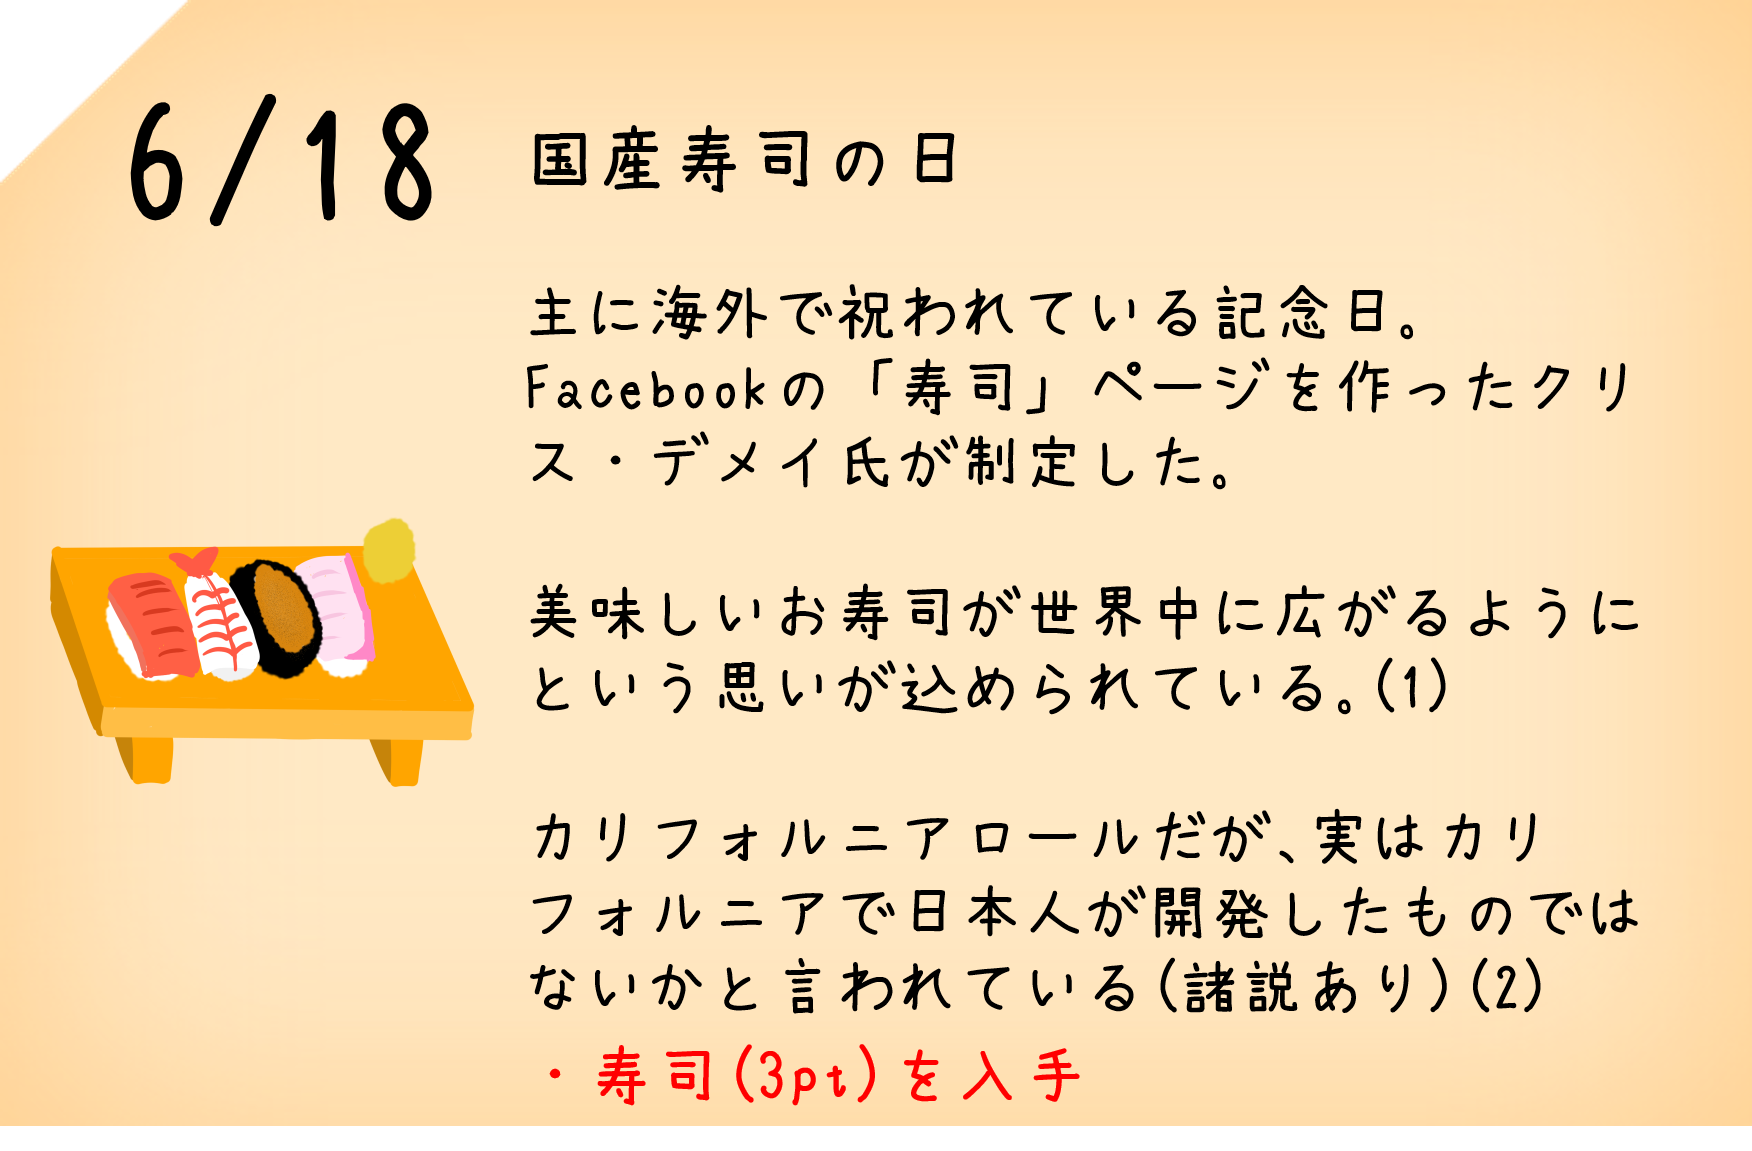 6/18
国産寿司の日
主に海外で祝われている記念日。
Facebookの「寿司」ページを作ったクリ
ス・デメイ氏が制定した。
美味しいお寿司が世界中に広がるように
という思いが込められている。(1)
カリフォルニアロールだが、実はカリ
フォルニアで日本人が開発したものでは
ないかと言われている(諸説あり)(2)
・寿司(3pt)を入手